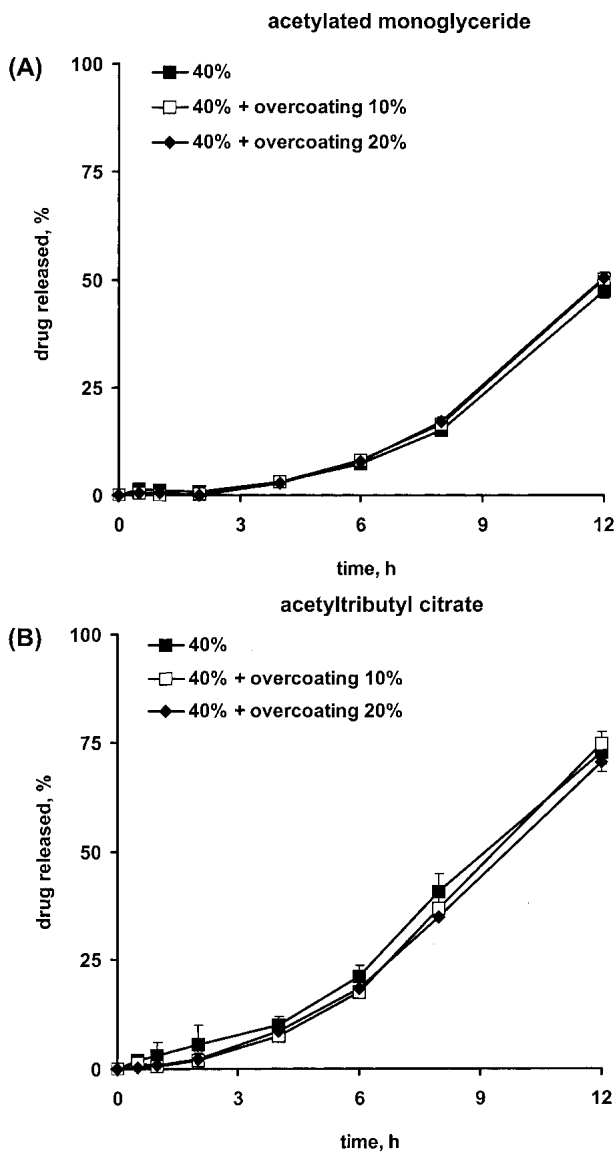 acetylated monoglyceride
(A)
100
75
50
25
0
drug released, %
40%
40% + overcoating 10%
40% + overcoating 20%
0 3 6 9 12
time, h
acetyltributyl citrate
(B)
100
75
50
25
0
drug released, %
40%
40% + overcoating 10%
40% + overcoating 20%
0 3 6 9 12
time, h